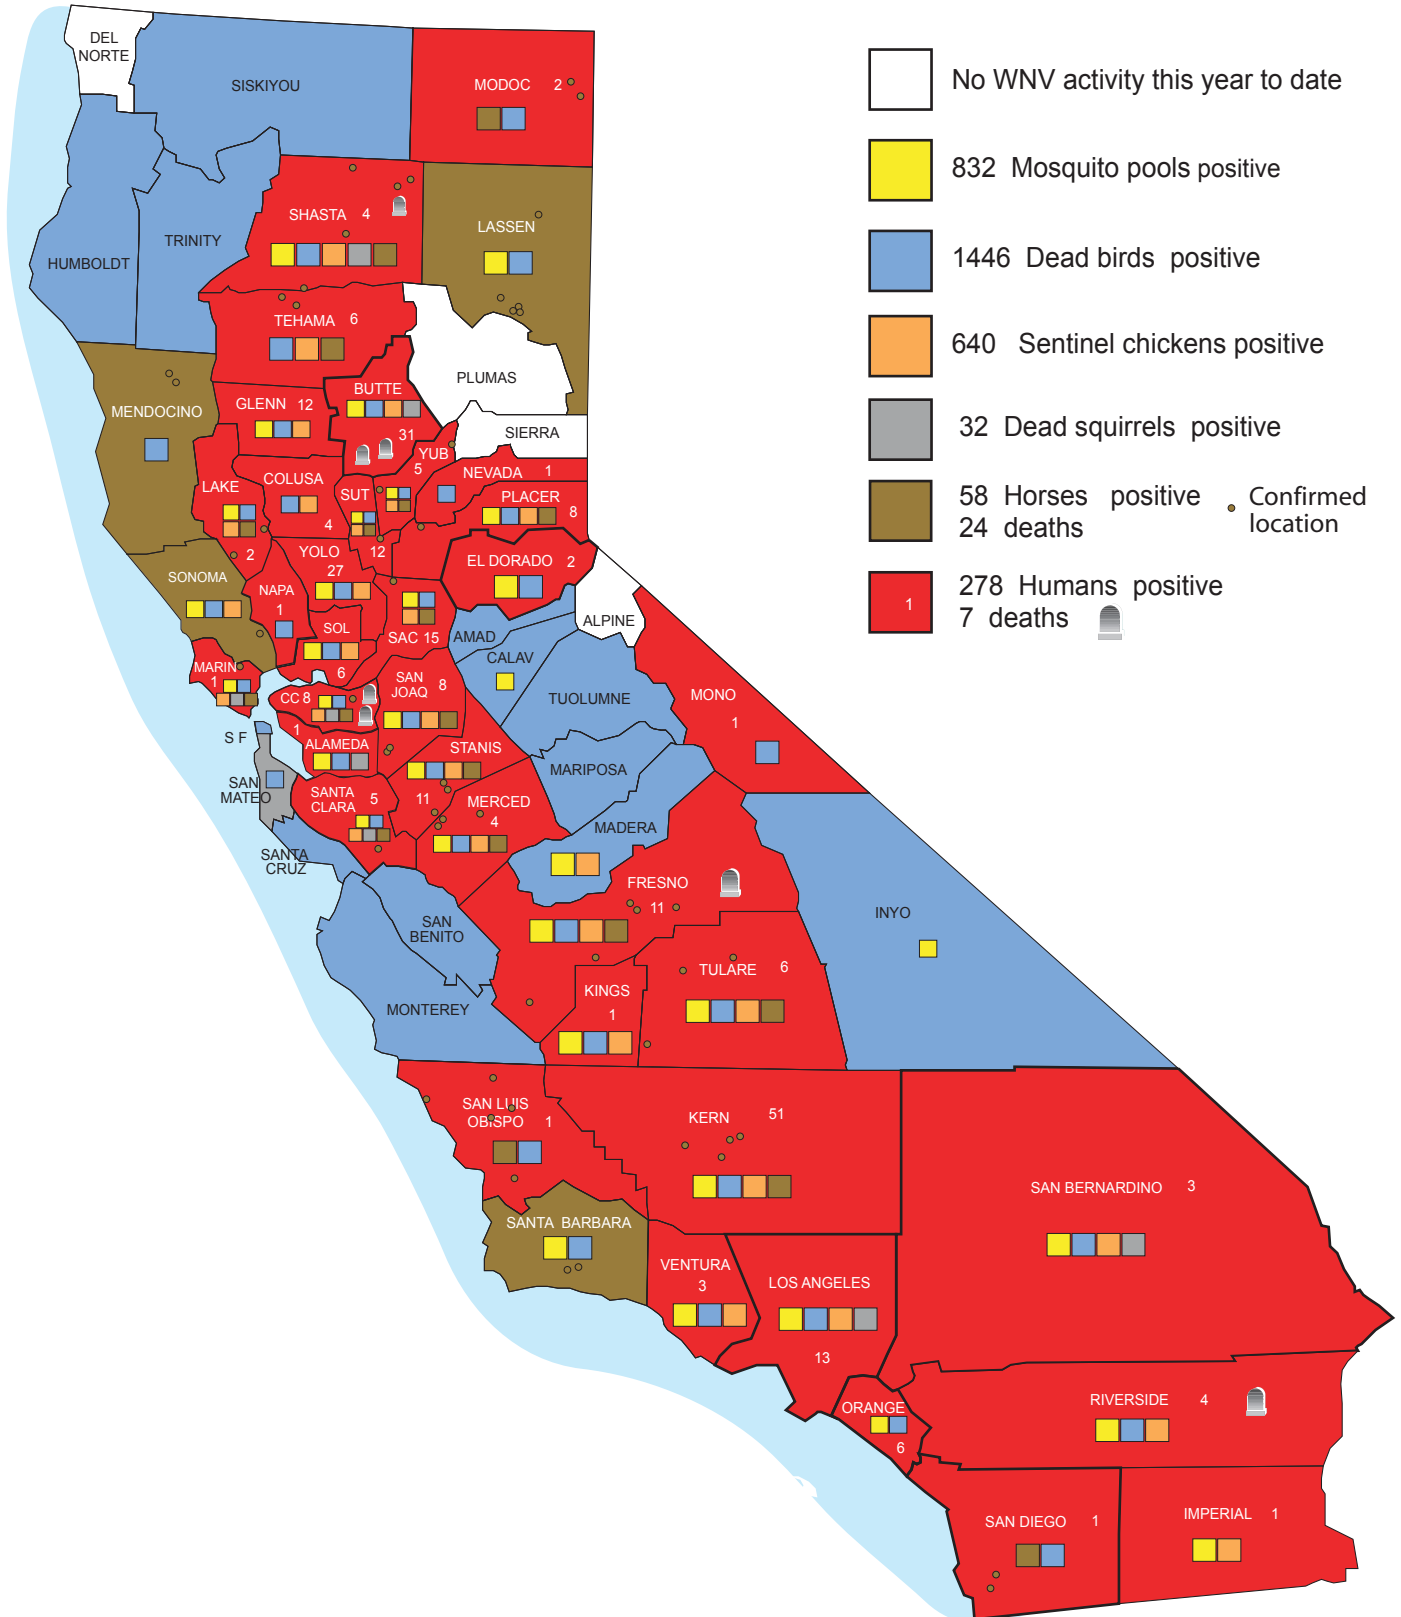 DEL
NORTE
SISKIYOU
MODOC 2
SHASTA 4
LASSEN
TRINITY
HUMBOLDT
TEHAMA 6
PLUMAS
BUTTE
31
GLENN 12
MENDOCINO
SIERRA
YUB
5
NEVADA 1
COLUSA
4
LAKE
2
SUT
12
PLACER
8
YOLO
27
EL DORADO 2
SONOMA
NAPA
1
SOL
6
SAC 15
AMAD
ALPINE
CALAV
MARIN
1
CC 8
SAN
JOAQ 8
TUOLUMNE
MONO
1
1
ALAMEDA
S F
STANIS
11
MARIPOSA
SAN
MATEO
SANTA
CLARA 5
MERCED
4
MADERA
SANTA
CRUZ
FRESNO
11
INYO
SAN
BENITO
TULARE 6
KINGS
1
MONTEREY
SAN LUIS
OBISPO 1
KERN 51
SAN BERNARDINO 3
SANTA BARBARA
VENTURA
3
LOS ANGELES
13
RIVERSIDE 4
ORANGE
6
SAN DIEGO 1
IMPERIAL 1
No WNV activity this year to date
832 Mosquito pools positive
1446 Dead birds positive
640 Sentinel chickens positive
32 Dead squirrels positive
58 Horses positive
24 deaths
Confirmed
location
1
278 Humans positive
7 deaths